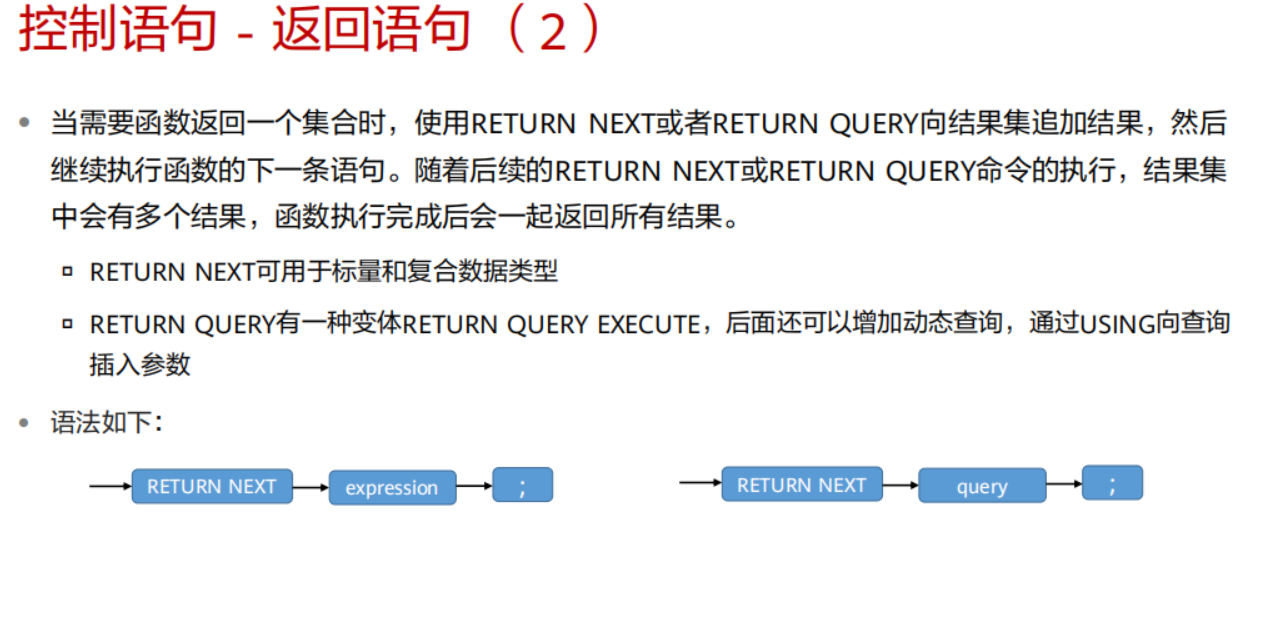 控制语句 - 返回语句（2）
• 当需要函数返回一个集合时，使用RETURN NEXT或者RETURN QUERY向结果集追加结果，然后
继续执行函数的下一条语句。随着后续的RETURN NEXT或RETURN QUERY命令的执行，结果集
中会有多个结果，函数执行完成后会一起返回所有结果。
▫ RETURN NEXT可用于标量和复合数据类型
▫ RETURN QUERY有一种变体RETURN QUERY EXECUTE，后面还可以增加动态查询，通过USING向查询
插入参数
• 语法如下：
RETURN NEXT expression ;
RETURN NEXT query ;